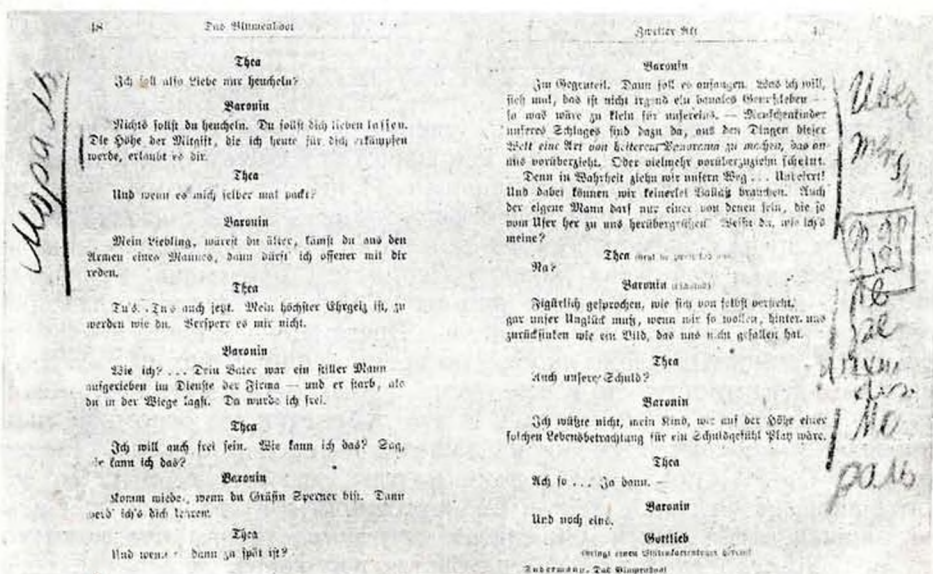 48
Das Blumenboot
Thea
Ich soll also Liebe nur heucheln?
Baronin
Nichts sollst du heucheln. Du sollst dich lieben lassen.
Die Höhe der Mitgift, die ich heute für dich erkämpfen
werde, erlaubt es dir.
Thea
Und wenn es mich selber mal packt?
Baronin
Mein Liebling, wärest du älter, kämst du aus den
Armen eines Mannes, dann dürft' ich offener mit dir
reden.
Thea
Tu's. Tu's auch jetzt. Mein höchster Ehrgeiz ist, zu
werden wie du. Versperr es mir nicht.
Baronin
Wie ich? ... Dein Vater war ein stiller Mann
aufgerieben im Dienste der Firma — und er starb, als
du in der Wiege lagst. Da wurde ich frei.
Thea
Ich will auch frei sein. Wie kann ich das? Sag,
kann ich das?
Baronin
Komm wieder, wenn du Gräfin Sperner bist. Dann
werd' ich's dich lehren.
Thea
Und wenn dann zu spät ist?
Мораль
Zweiter Akt
Baronin
Im Gegenteil. Dann soll es anfangen. Was ich will,
sieh mal, das ist nicht irgend ein banales Genußleben —
so was wäre zu klein für unsereins. — Menschenkinder
unseres Schlages sind dazu da, aus den Dingen dieser
Welt eine Art von heiterem Panorama zu machen, das an
uns vorüberzieht. Oder vielmehr vorüberzuziehn scheint.
Denn in Wahrheit ziehn wir unsern Weg ... Unbeirrt!
Und dabei können wir keinerlei Ballast brauchen. Auch
der eigene Mann darf nur einer von denen sein, die so
vom Ufer her zu uns herübergrüßen. Weißt du, wie ich's
meine?
Thea
Na?
Baronin
Figürlich gesprochen, wie sich von selbst versteht.
gar unser Unglück muß, wenn wir so wollen, hinter uns
zurücksinken wie ein Bild, das uns nicht gefallen hat.
Thea
Auch unsere Schuld?
Baronin
Ich wüßte nicht, mein Kind, wo auf der Höhe einer
solchen Lebensbetrachtung für ein Schuldgefühl Platz wäre.
Thea
Ach so ... Ja dann. —
Baronin
Und noch eins.
Gottlieb
(bringt einen Visitenkartenteller herein)
Sudermann, Das Blumenboot
Über
Мо
раль